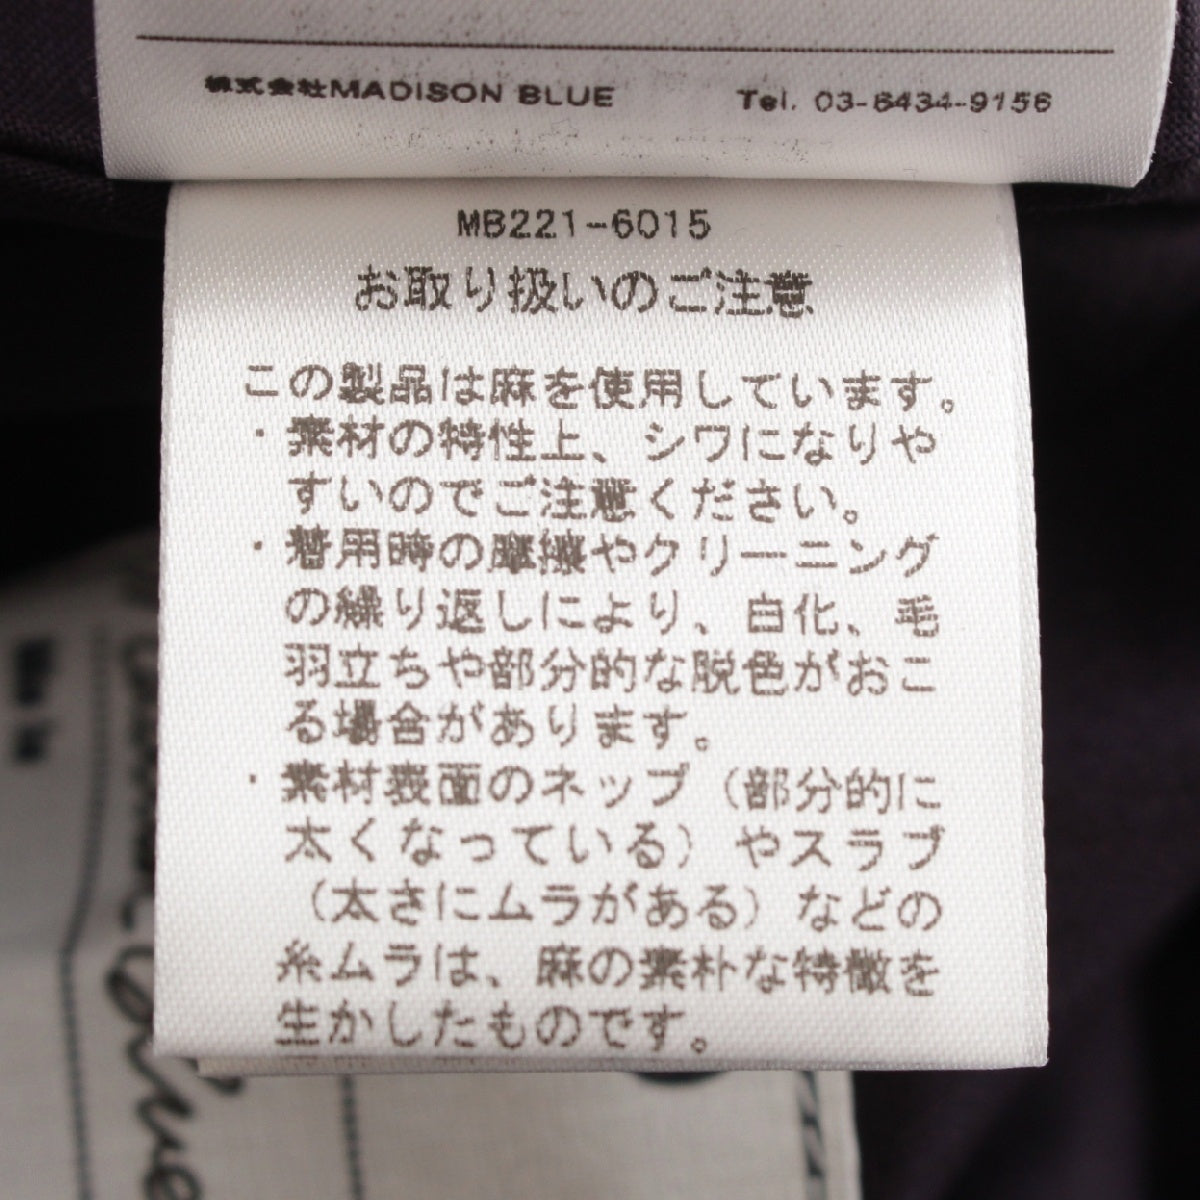 株式会社MADISON BLUE Tel. 03-6434-9156
MB221-6015
お取り扱いのご注意
この製品は麻を使用しています。
・素材の特性上、シワになりや
すいのでご注意ください。
・着用時の摩擦やクリーニング
の繰り返しにより、白化、毛
羽立ちや部分的な脱色がおこ
る場合があります。
・素材表面のネップ（部分的に
太くなっている）やスラブ
（太さにムラがある）などの
糸ムラは、麻の素朴な特徴を
生かしたものです。